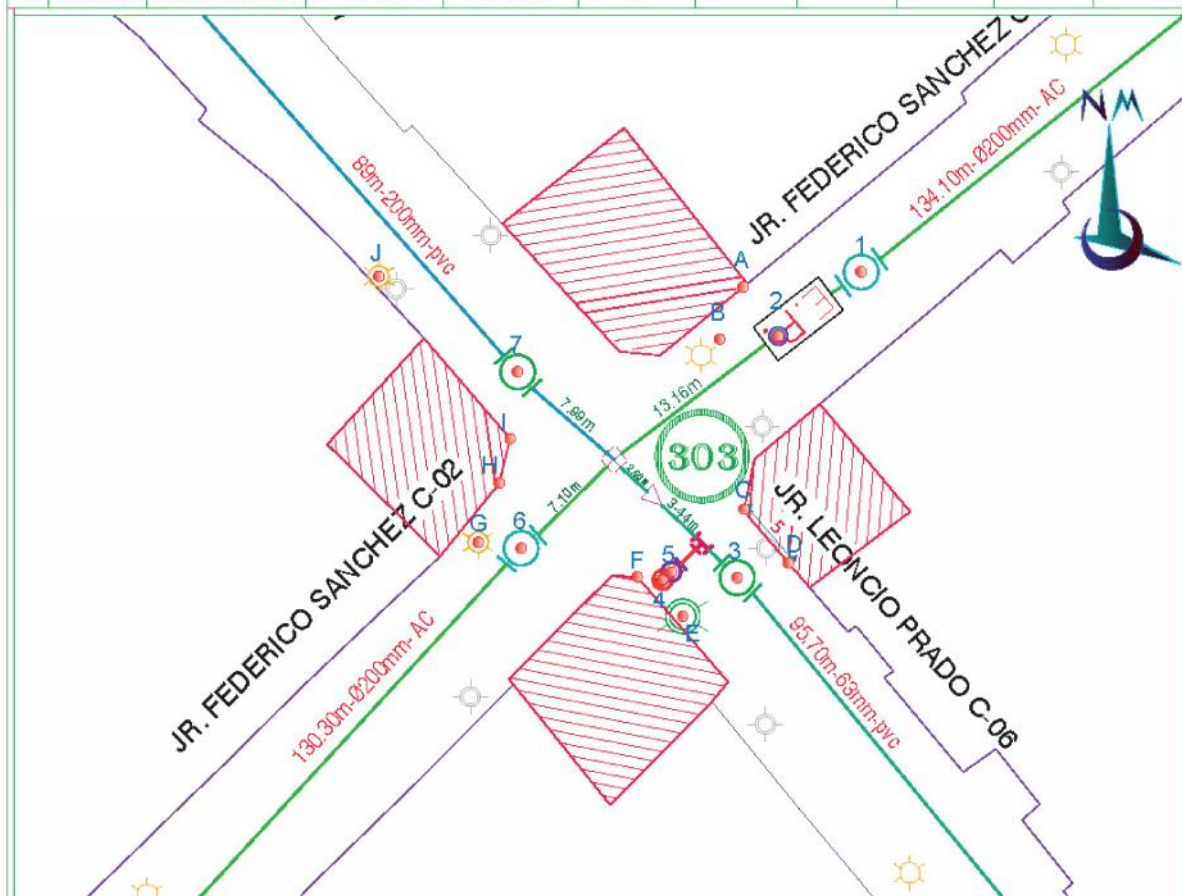 JR. FEDERICO SANCHEZ C
NM
134.10m-Ø200mm- AC
89m-200mm-pvc
J
A
1
2
B
7
13.16m
7.99m
303
I
H
JR. FEDERICO SANCHEZ C-02
7.10m
3.44m
C
JR. LEONCIO PRADO C-06
5
G
6
D
5
3
F
4
E
130.30m-Ø200mm- AC
95.70m-63mm-pvc